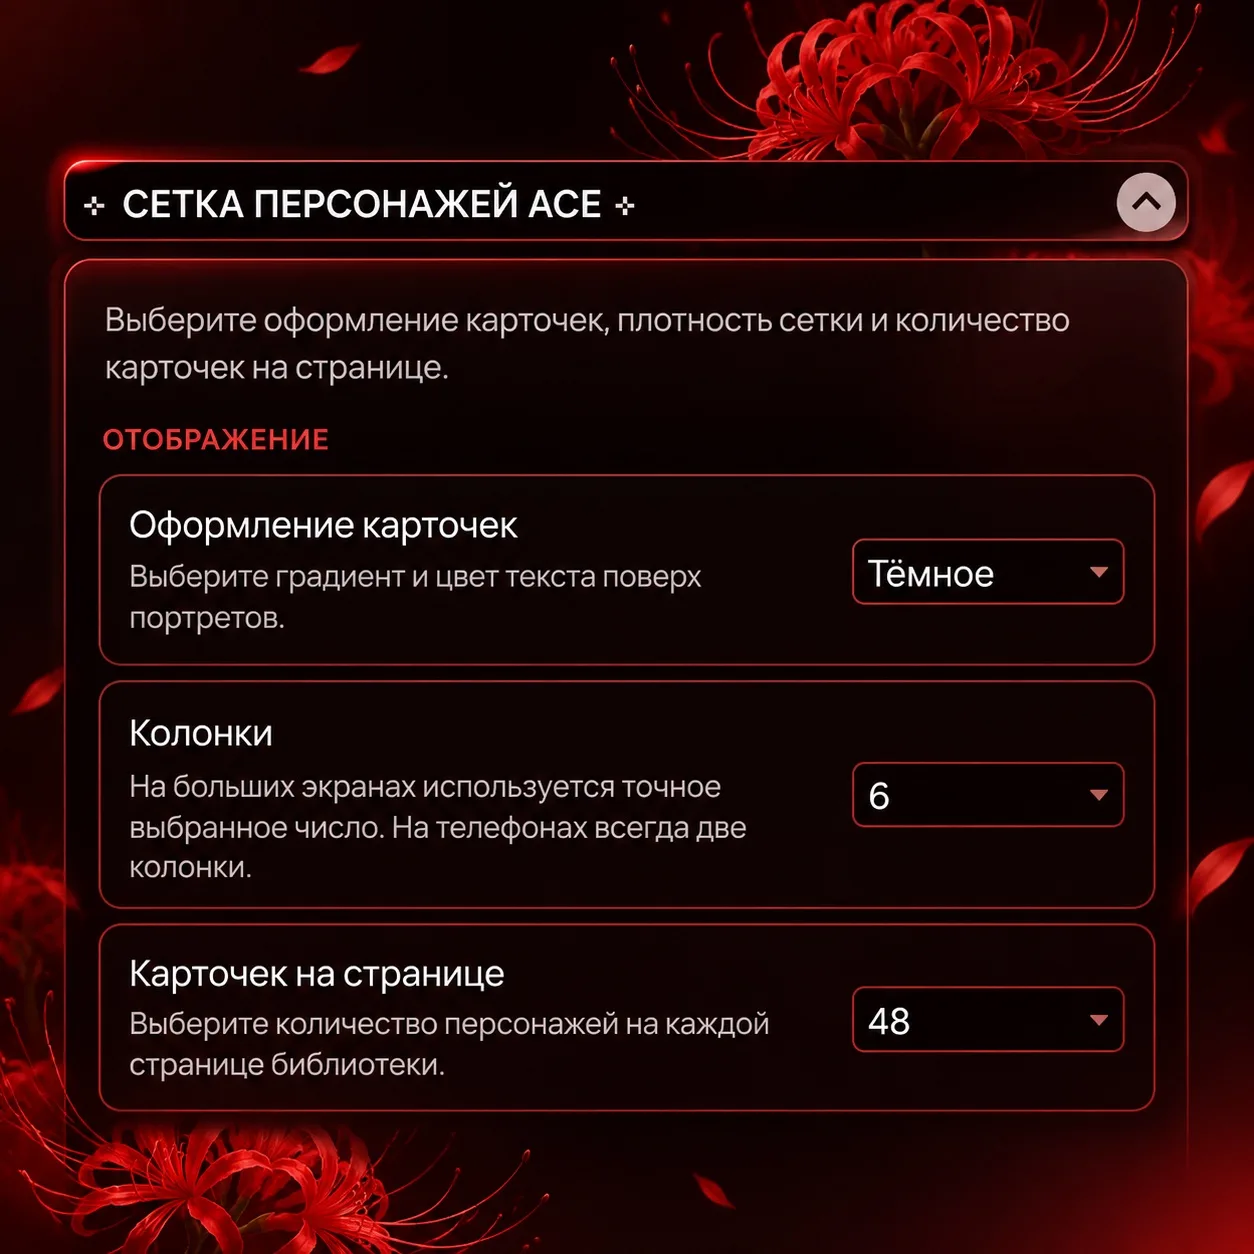 ✧ СЕТКА ПЕРСОНАЖЕЙ ACE ✧
Выберите оформление карточек, плотность сетки и количество
карточек на странице.
ОТОБРАЖЕНИЕ
Оформление карточек
Выберите градиент и цвет текста поверх
портретов.
Тёмное
Колонки
На больших экранах используется точное
выбранное число. На телефонах всегда две
колонки.
6
Карточек на странице
Выберите количество персонажей на каждой
странице библиотеки.
48